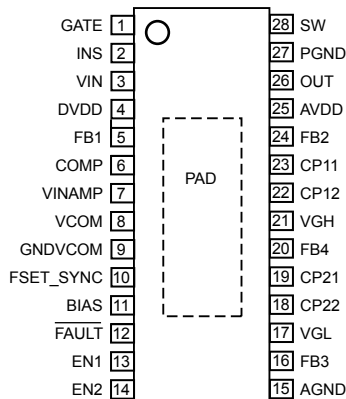 GATE 1 28 SW
INS 2 27 PGND
VIN 3 26 OUT
DVDD 4 25 AVDD
FB1 5 24 FB2
COMP 6 23 CP11
PAD
VINAMP 7 22 CP12
VCOM 8 21 VGH
GNDVCOM 9 20 FB4
FSET_SYNC 10 19 CP21
BIAS 11 18 CP22
FAULT 12 17 VGL
EN1 13 16 FB3
EN2 14 15 AGND